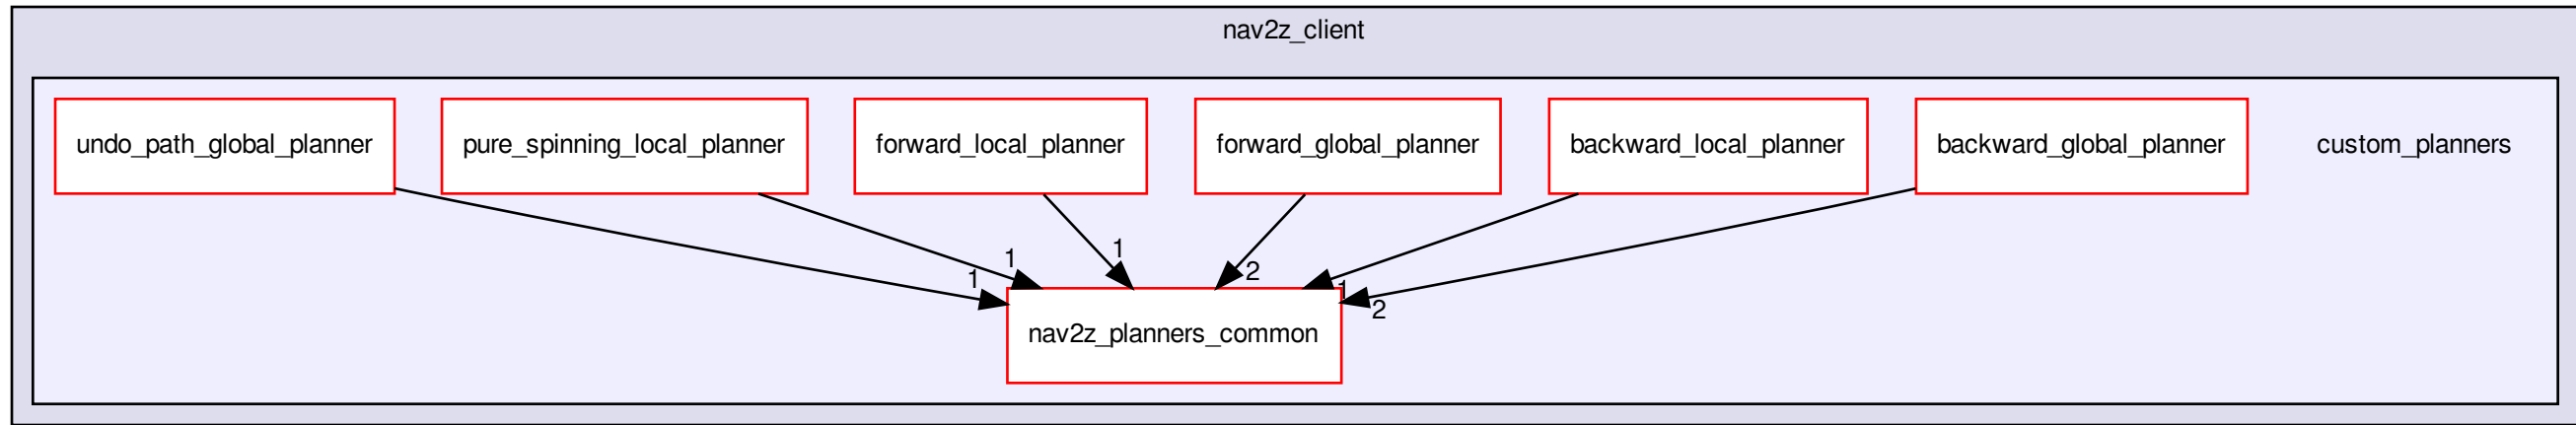 nav2z_client
undo_path_global_planner
pure_spinning_local_planner
forward_local_planner
forward_global_planner
backward_local_planner
backward_global_planner
custom_planners
1
1
1
2
1
2
nav2z_planners_common